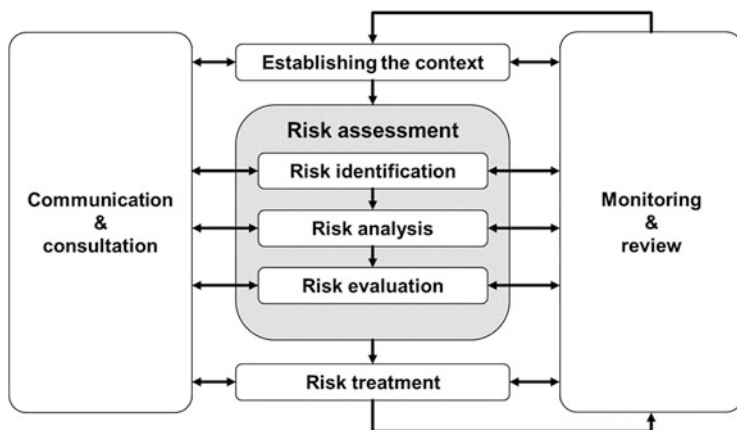 Establishing the context
Risk assessment
Risk identification
Risk analysis
Risk evaluation
Risk treatment
Communication
&
consultation
Monitoring
&
review